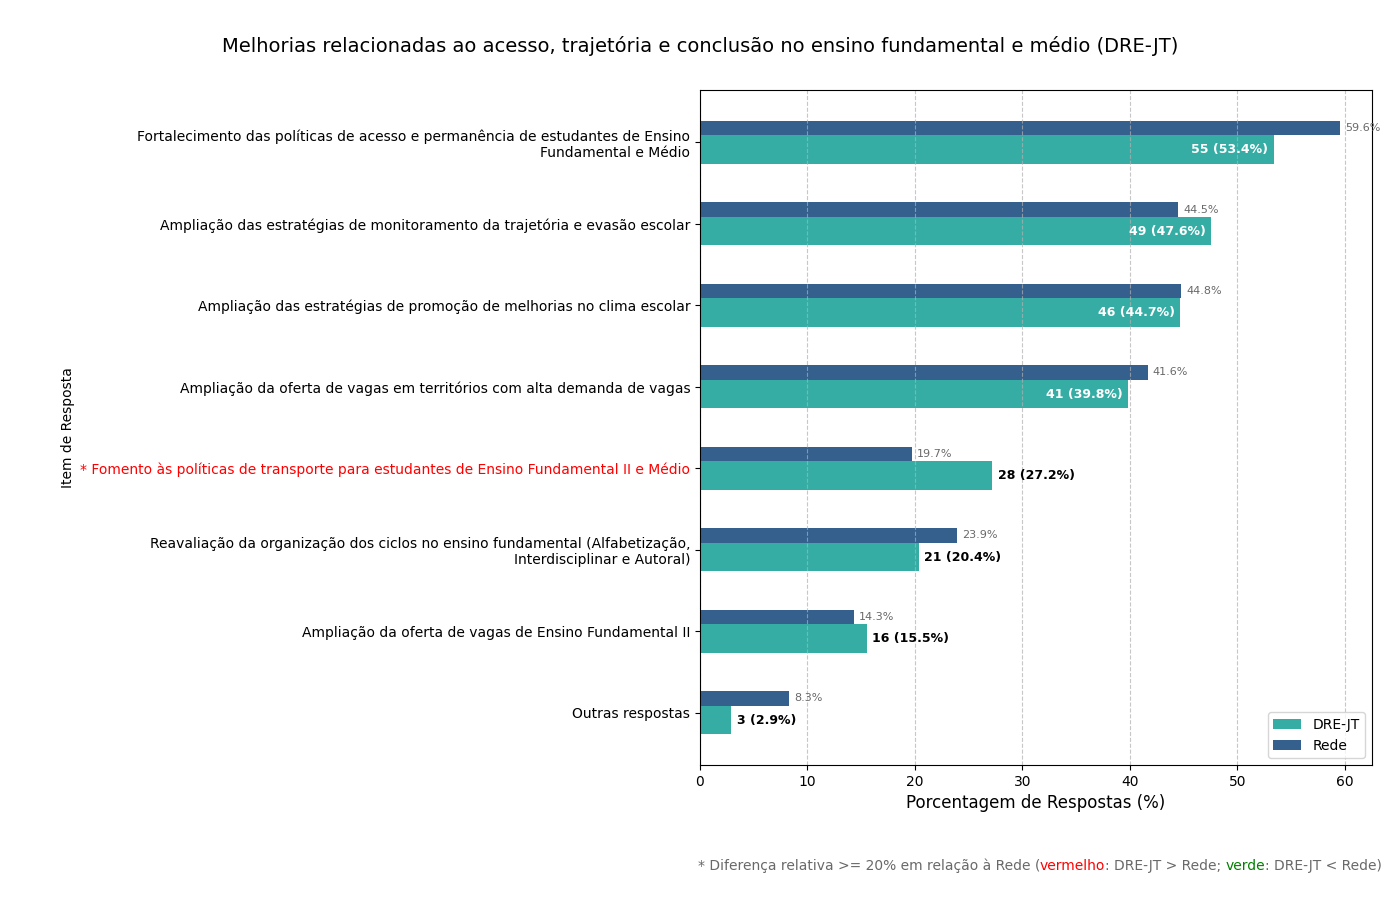 Melhorias relacionadas ao acesso, trajetória e conclusão no ensino fundamental e médio (DRE-JT)
Item de Resposta
Fortalecimento das políticas de acesso e permanência de estudantes de Ensino
Fundamental e Médio
59.6%
55 (53.4%)
Ampliação das estratégias de monitoramento da trajetória e evasão escolar
44.5%
49 (47.6%)
Ampliação das estratégias de promoção de melhorias no clima escolar
44.8%
46 (44.7%)
Ampliação da oferta de vagas em territórios com alta demanda de vagas
41.6%
41 (39.8%)
* Fomento às políticas de transporte para estudantes de Ensino Fundamental II e Médio
19.7%
28 (27.2%)
Reavaliação da organização dos ciclos no ensino fundamental (Alfabetização,
Interdisciplinar e Autoral)
23.9%
21 (20.4%)
Ampliação da oferta de vagas de Ensino Fundamental II
14.3%
16 (15.5%)
Outras respostas
8.3%
3 (2.9%)
DRE-JT
Rede
0 10 20 30 40 50 60
Porcentagem de Respostas (%)
* Diferença relativa >= 20% em relação à Rede (vermelho: DRE-JT > Rede; verde: DRE-JT < Rede)